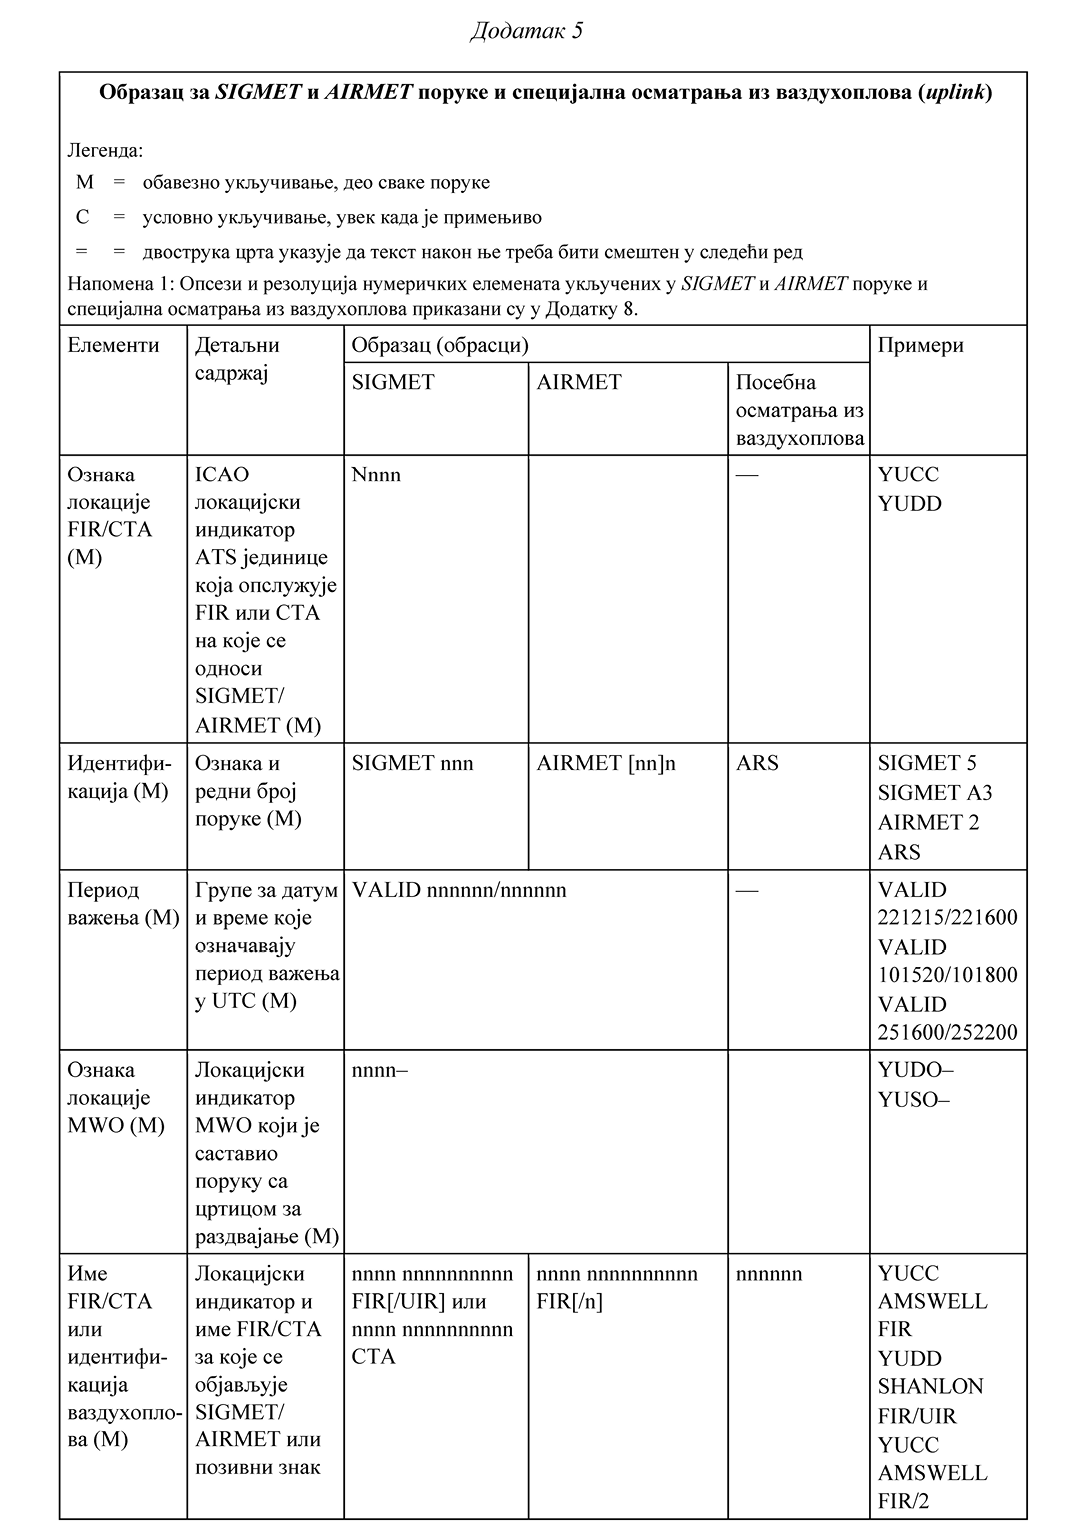 Додатак 5
Образац за SIGMET и AIRMET поруке и специјална осматрања из ваздухоплова (uplink)
Легенда:
M = обавезно укључивање, део сваке поруке
C = условно укључивање, увек када је примењиво
= = двострука црта указује да текст након ње треба бити смештен у следећи ред
Напомена 1: Опсези и резолуција нумеричких елемената укључених у SIGMET и AIRMET поруке и
специјална осматрања из ваздухоплова приказани су у Додатку 8.
Елементи
Детаљни
садржај
Образац (обрасци)
Примери
SIGMET
AIRMET
Посебна
осматрања из
ваздухоплова
Ознака
локације
FIR/CTA
(M)
ICAO
локацијски
индикатор
ATS јединице
која опслужује
FIR или CTA
на које се
односи
SIGMET/
AIRMET (M)
Nnnn
—
YUCC
YUDD
Идентифи-
кација (M)
Ознака и
редни број
поруке (M)
SIGMET nnn
AIRMET [nn]n
ARS
SIGMET 5
SIGMET A3
AIRMET 2
ARS
Период
важења (M)
Групе за датум
и време које
означавају
период важења
у UTC (M)
VALID nnnnnn/nnnnnn
—
VALID
221215/221600
VALID
101520/101800
VALID
251600/252200
Ознака
локације
MWO (M)
Локацијски
индикатор
MWO који је
саставио
поруку са
цртицом за
раздвајање (M)
nnnn–
YUDO–
YUSO–
Име
FIR/CTA
или
идентифи-
кација
ваздухопло-
ва (M)
Локацијски
индикатор и
име FIR/CTA
за које се
објављује
SIGMET/
AIRMET или
позивни знак
nnnn nnnnnnnnnn
FIR[/UIR] или
nnnn nnnnnnnnnn
CTA
nnnn nnnnnnnnnn
FIR[/n]
nnnnnn
YUCC
AMSWELL
FIR
YUDD
SHANLON
FIR/UIR
YUCC
AMSWELL
FIR/2